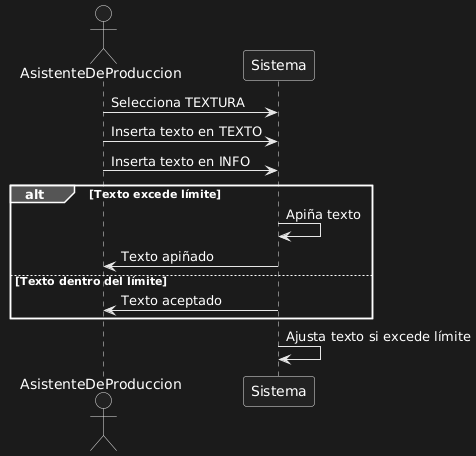 AsistenteDeProduccion
Sistema
Selecciona TEXTURA
Inserta texto en TEXTO
Inserta texto en INFO
alt [Texto excede límite]
Apiña texto
Texto apiñado
[Texto dentro del límite]
Texto aceptado
Ajusta texto si excede límite
AsistenteDeProduccion
Sistema